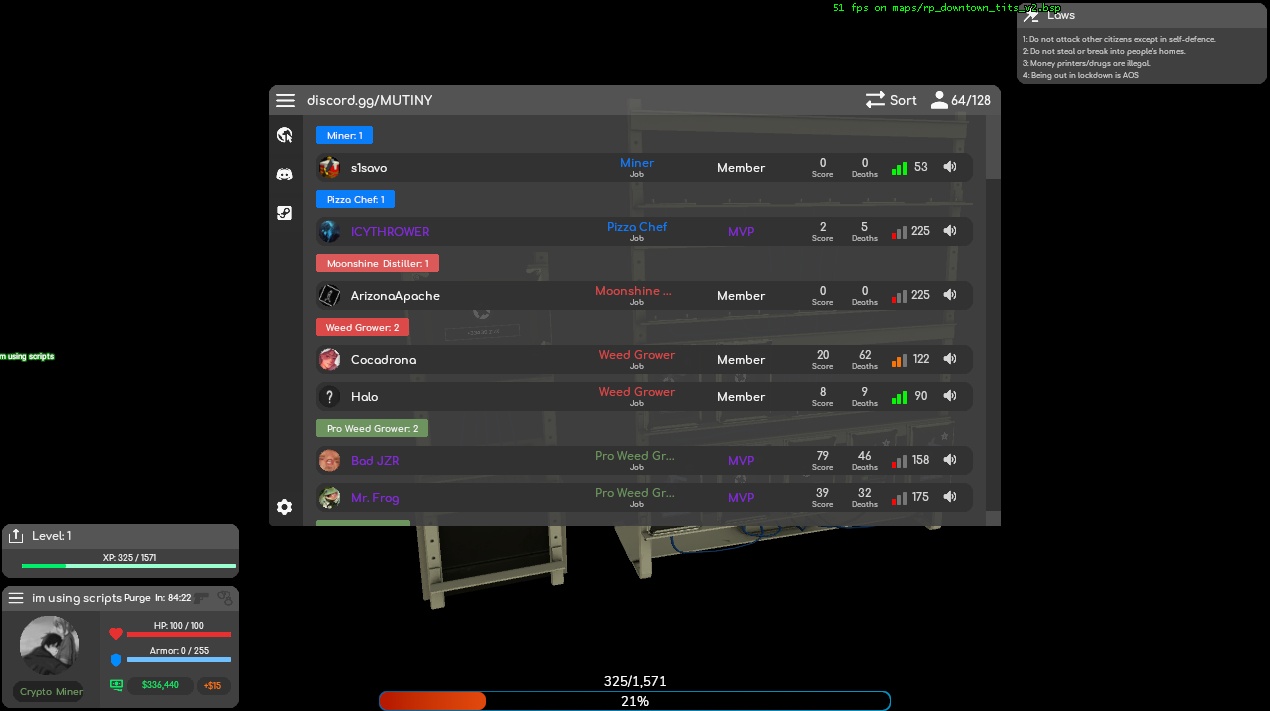 51 fps on maps/rp_downtown_tits_v2.bsp
Laws
1: Do not attack other citizens except in self-defence.
2: Do not steal or break into people's homes.
3: Money printers/drugs are illegal.
4: Being out in lockdown is AOS
discord.gg/MUTINY
Sort
64/128
Miner: 1
s1savo Miner Member 0 0 53
Job Score Deaths
Pizza Chef: 1
ICYTHROWER Pizza Chef MVP 2 5 225
Job Score Deaths
Moonshine Distiller: 1
ArizonaApache Moonshine ... Member 0 0 225
Job Score Deaths
Weed Grower: 2
Cocadrona Weed Grower Member 20 62 122
Job Score Deaths
Halo Weed Grower Member 8 9 90
Job Score Deaths
Pro Weed Grower: 2
Bad JZR Pro Weed Gr... MVP 79 46 158
Job Score Deaths
Mr. Frog Pro Weed Gr... MVP 39 32 175
Job Score Deaths
m using scripts
Level: 1
XP: 325 / 1571
im using scripts Purge In: 84:22
HP: 100 / 100
Armor: 0 / 255
$336,440 +$15
Crypto Miner
325/1,571
21%